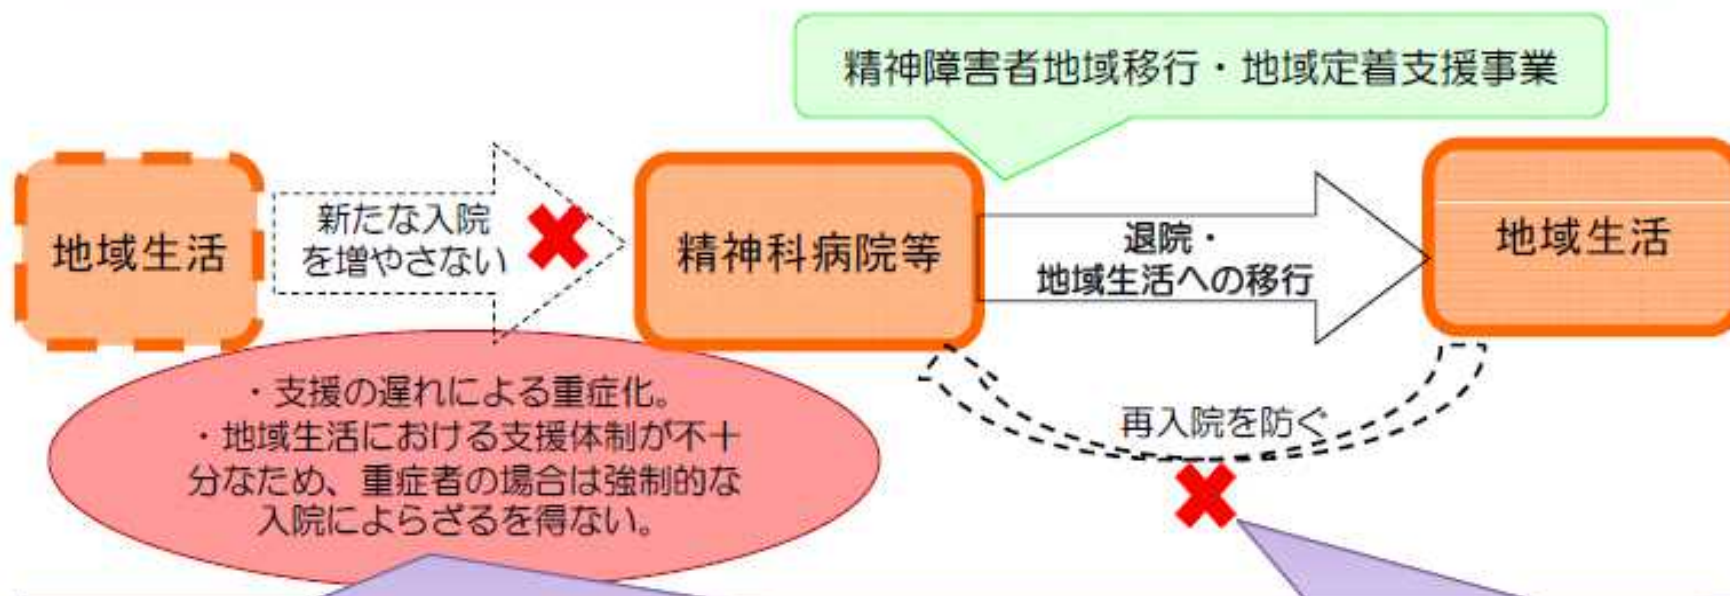 精神障害者地域移行・地域定着支援事業
地域生活
新たな入院
を増やさない
精神科病院等
退院・
地域生活への移行
地域生活
・支援の遅れによる重症化。
・地域生活における支援体制が不十
分なため、重症者の場合は強制的な
入院によらざるを得ない。
再入院を防ぐ